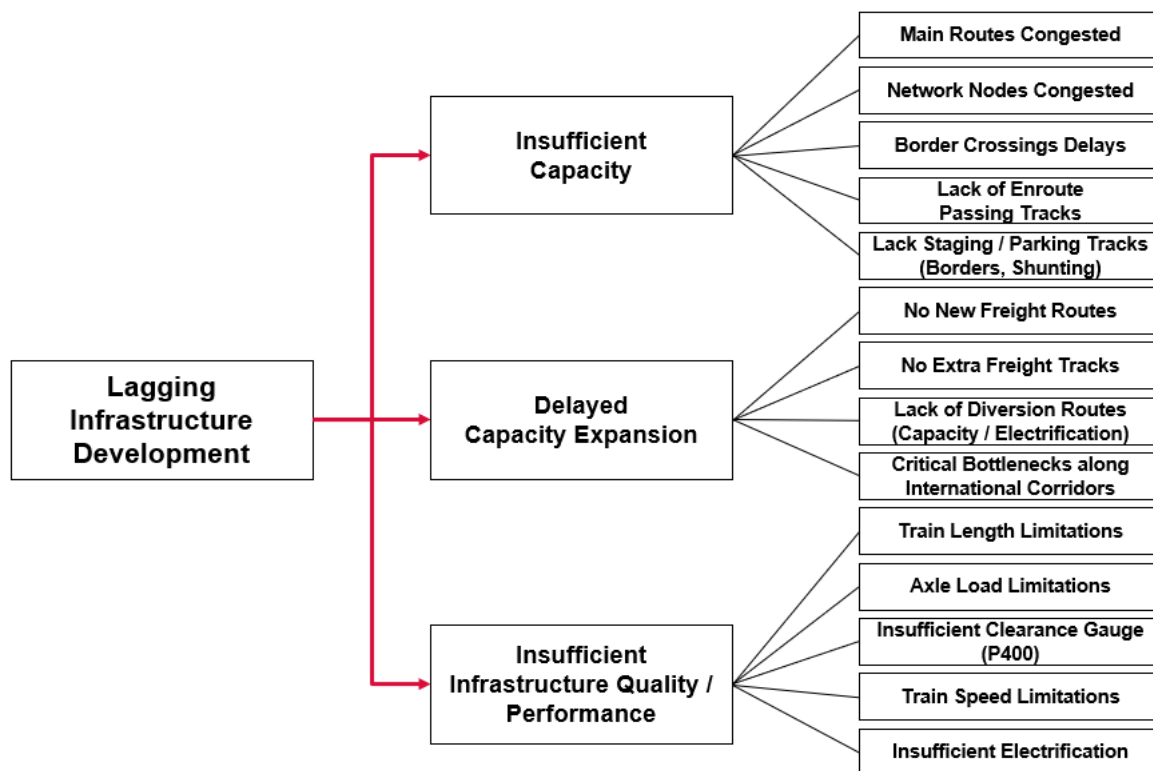 Lagging
Infrastructure
Development
Insufficient
Capacity
Main Routes Congested
Network Nodes Congested
Border Crossings Delays
Lack of Enroute
Passing Tracks
Lack Staging / Parking Tracks
(Borders, Shunting)
Delayed
Capacity Expansion
No New Freight Routes
No Extra Freight Tracks
Lack of Diversion Routes
(Capacity / Electrification)
Critical Bottlenecks along
International Corridors
Insufficient
Infrastructure Quality /
Performance
Train Length Limitations
Axle Load Limitations
Insufficient Clearance Gauge
(P400)
Train Speed Limitations
Insufficient Electrification